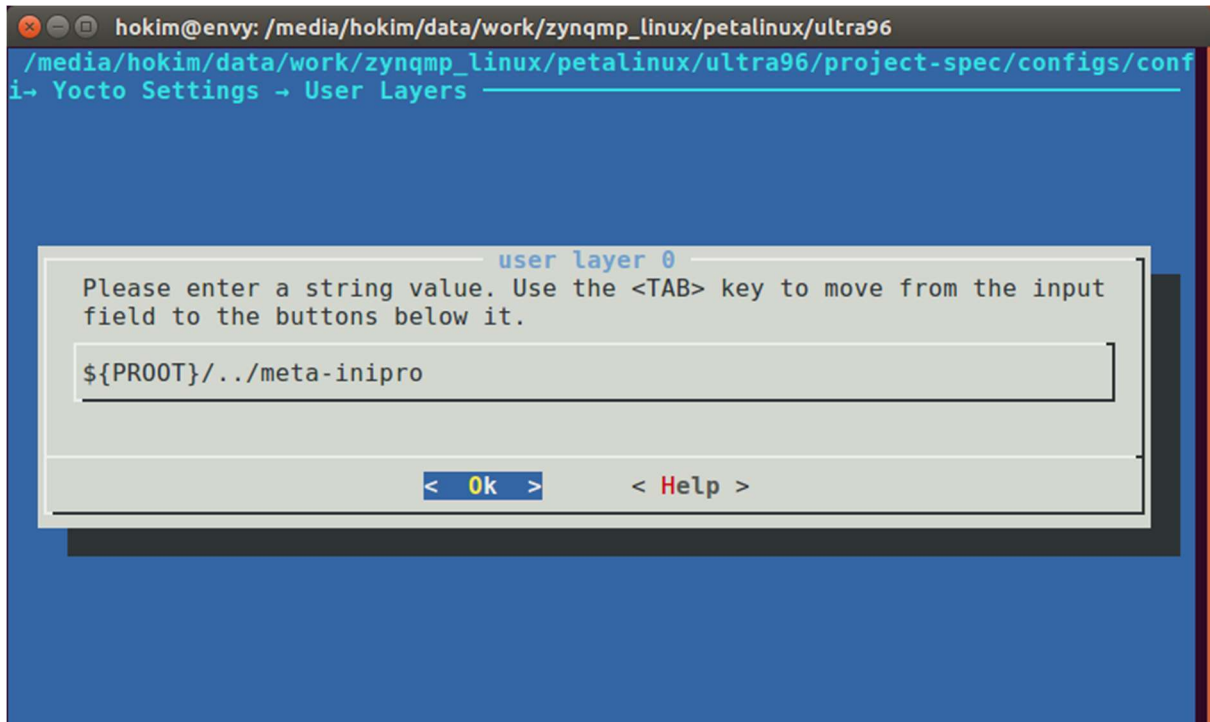 hokim@envy: /media/hokim/data/work/zynqmp_linux/petalinux/ultra96
/media/hokim/data/work/zynqmp_linux/petalinux/ultra96/project-spec/configs/conf
i→ Yocto Settings → User Layers
user layer 0
Please enter a string value. Use the <TAB> key to move from the input
field to the buttons below it.
${PROOT}/../meta-inipro
<  Ok  > < Help >